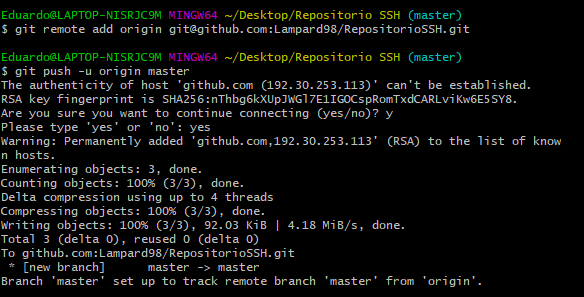 Eduardo@LAPTOP-NISRJC9M MINGW64 ~/Desktop/Repositorio SSH (master)
$ git remote add origin git@github.com:Lampard98/RepositorioSSH.git
Eduardo@LAPTOP-NISRJC9M MINGW64 ~/Desktop/Repositorio SSH (master)
$ git push -u origin master
The authenticity of host 'github.com (192.30.253.113)' can't be established.
RSA key fingerprint is SHA256:nThbg6kXUpJWGl7E1IGOCspRomTxdCARLviKw6E5SY8.
Are you sure you want to continue connecting (yes/no)? y
Please type 'yes' or 'no': yes
Warning: Permanently added 'github.com,192.30.253.113' (RSA) to the list of know
n hosts.
Enumerating objects: 3, done.
Counting objects: 100% (3/3), done.
Delta compression using up to 4 threads
Compressing objects: 100% (3/3), done.
Writing objects: 100% (3/3), 92.03 KiB | 4.18 MiB/s, done.
Total 3 (delta 0), reused 0 (delta 0)
To github.com:Lampard98/RepositorioSSH.git
 * [new branch]      master -> master
Branch 'master' set up to track remote branch 'master' from 'origin'.